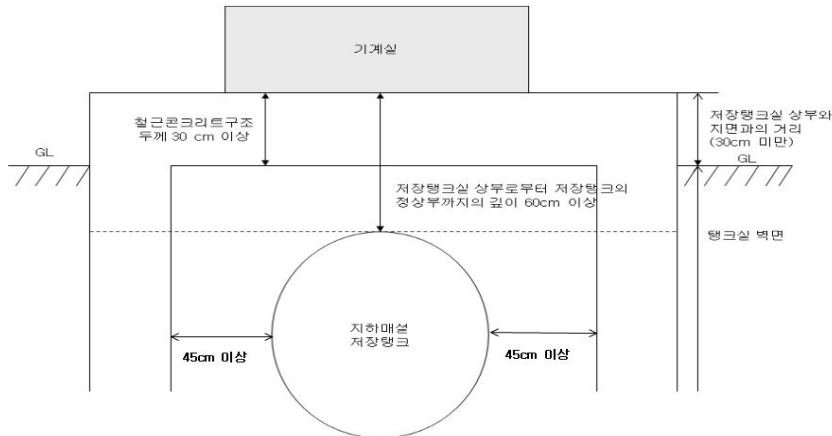 기계실
철근콘크리트구조
두께 30 cm 이상
저장탱크실 상부와
지면과의 거리
(30cm 미만)
GL
GL
저장탱크실 상부로부터 저장탱크의
정상부까지의 깊이 60cm 이상
탱크실 벽면
지하매설
저장탱크
45cm 이상
45cm 이상